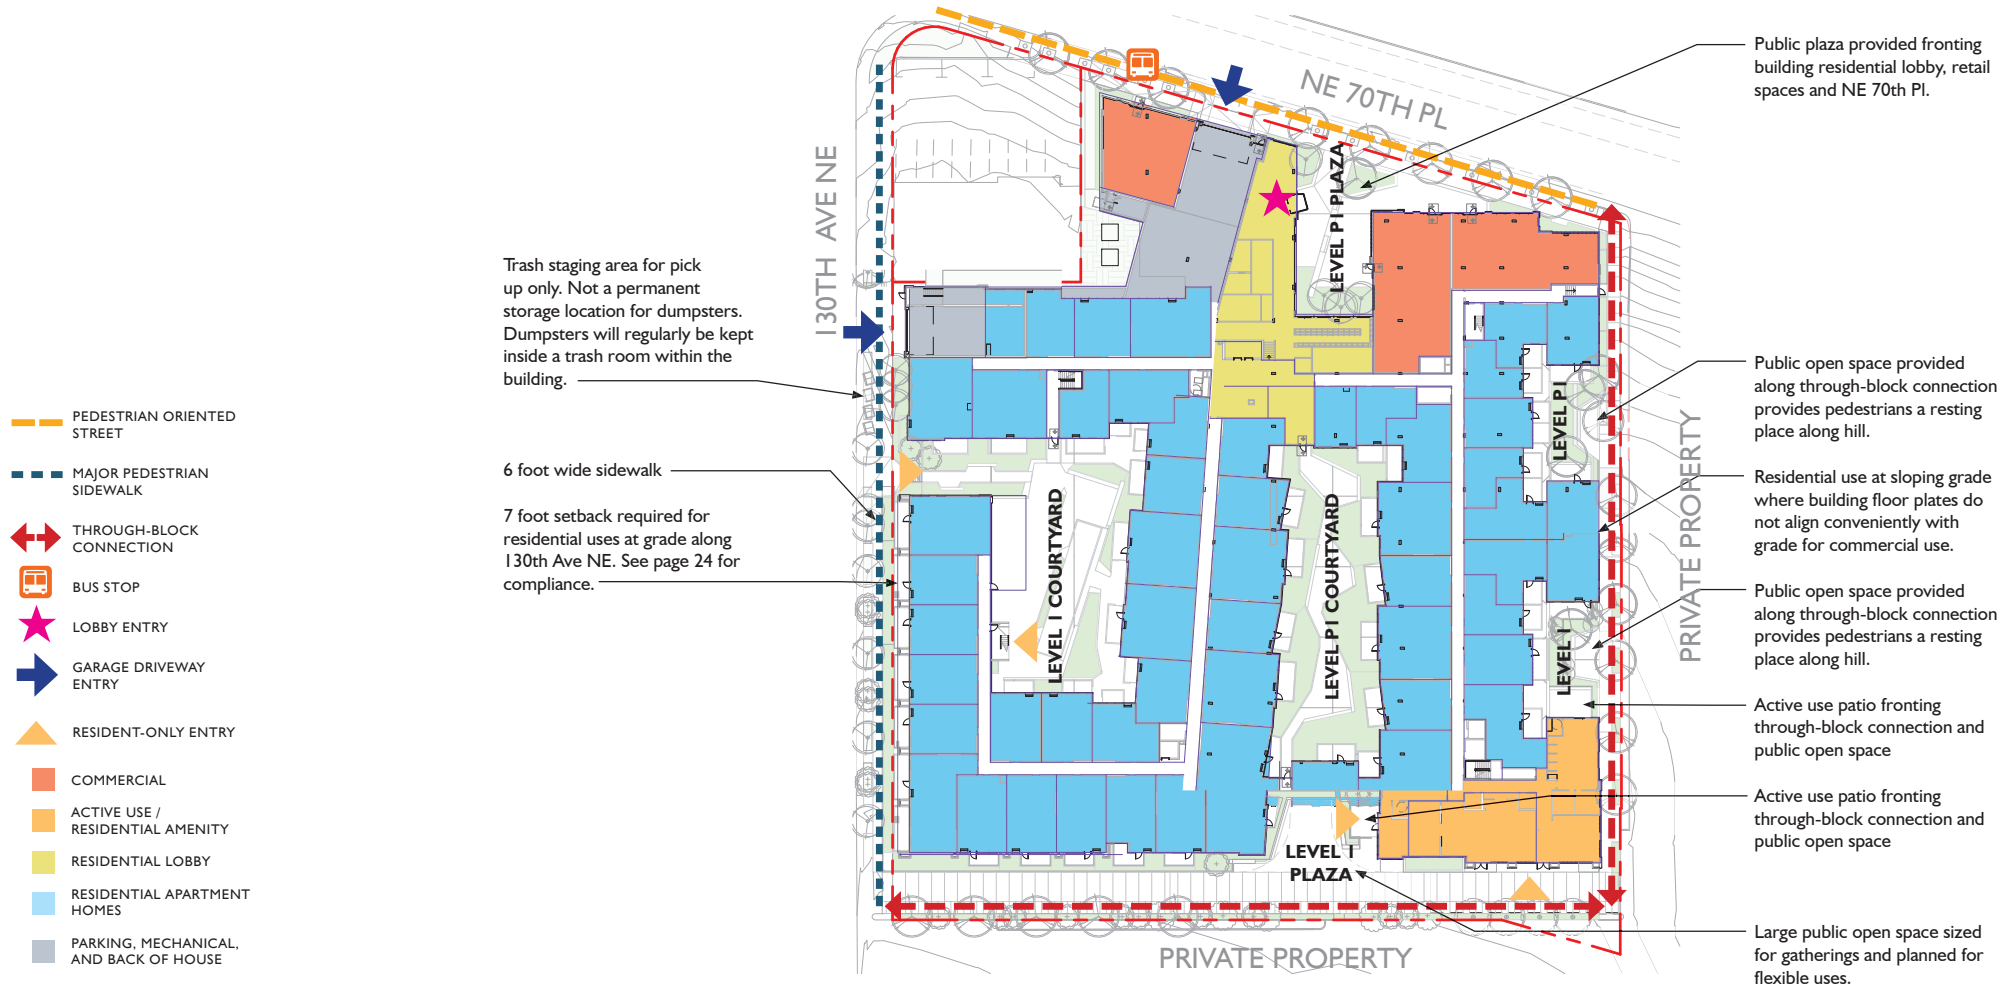 PEDESTRIAN ORIENTED
STREET
MAJOR PEDESTRIAN
SIDEWALK
THROUGH-BLOCK
CONNECTION
BUS STOP
LOBBY ENTRY
GARAGE DRIVEWAY
ENTRY
RESIDENT-ONLY ENTRY
COMMERCIAL
ACTIVE USE /
RESIDENTIAL AMENITY
RESIDENTIAL LOBBY
RESIDENTIAL APARTMENT
HOMES
PARKING, MECHANICAL,
AND BACK OF HOUSE
Trash staging area for pick
up only. Not a permanent
storage location for dumpsters.
Dumpsters will regularly be kept
inside a trash room within the
building.
6 foot wide sidewalk
7 foot setback required for
residential uses at grade along
130th Ave NE. See page 24 for
compliance.
130TH AVE NE
NE 70TH PL
LEVEL P1 PLAZA
LEVEL 1 COURTYARD
LEVEL P1 COURTYARD
LEVEL P1
LEVEL 1
LEVEL 1
PLAZA
PRIVATE PROPERTY
PRIVATE PROPERTY
Public plaza provided fronting
building residential lobby, retail
spaces and NE 70th Pl.
Public open space provided
along through-block connection
provides pedestrians a resting
place along hill.
Residential use at sloping grade
where building floor plates do
not align conveniently with
grade for commercial use.
Public open space provided
along through-block connection
provides pedestrians a resting
place along hill.
Active use patio fronting
through-block connection and
public open space
Active use patio fronting
through-block connection and
public open space
Large public open space sized
for gatherings and planned for
flexible uses.